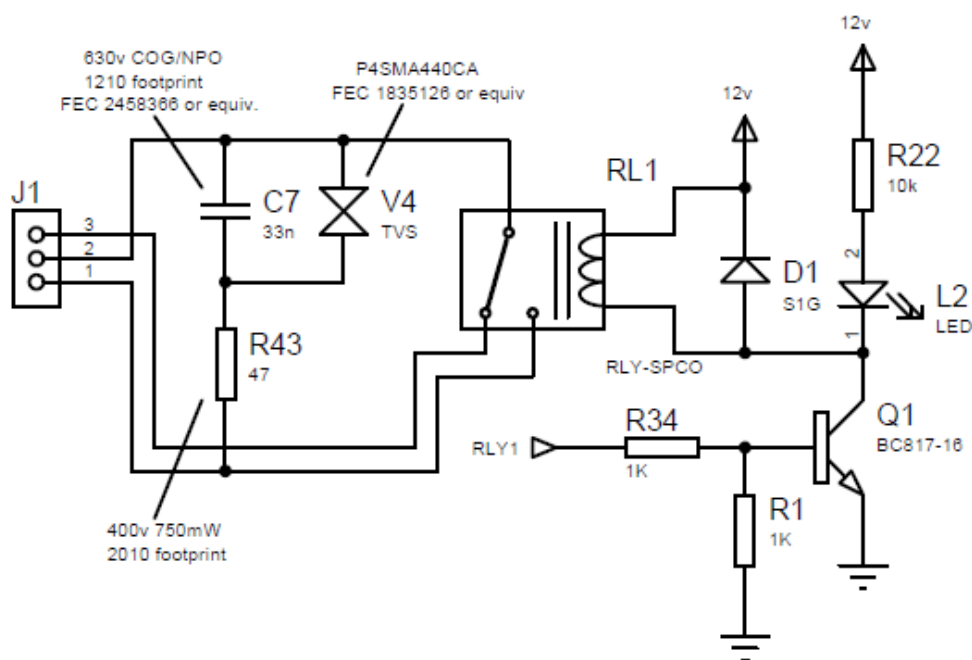 630v COG/NPO
1210 footprint
FEC 2458366 or equiv.
P4SMA440CA
FEC 1835126 or equiv
12v
12v
J1
3
2
1
C7
33n
V4
TVS
RL1
R22
10k
D1
S1G
2
1
L2
LED
R43
47
RLY-SPCO
RLY1
R34
1K
Q1
BC817-16
R1
1K
400v 750mW
2010 footprint